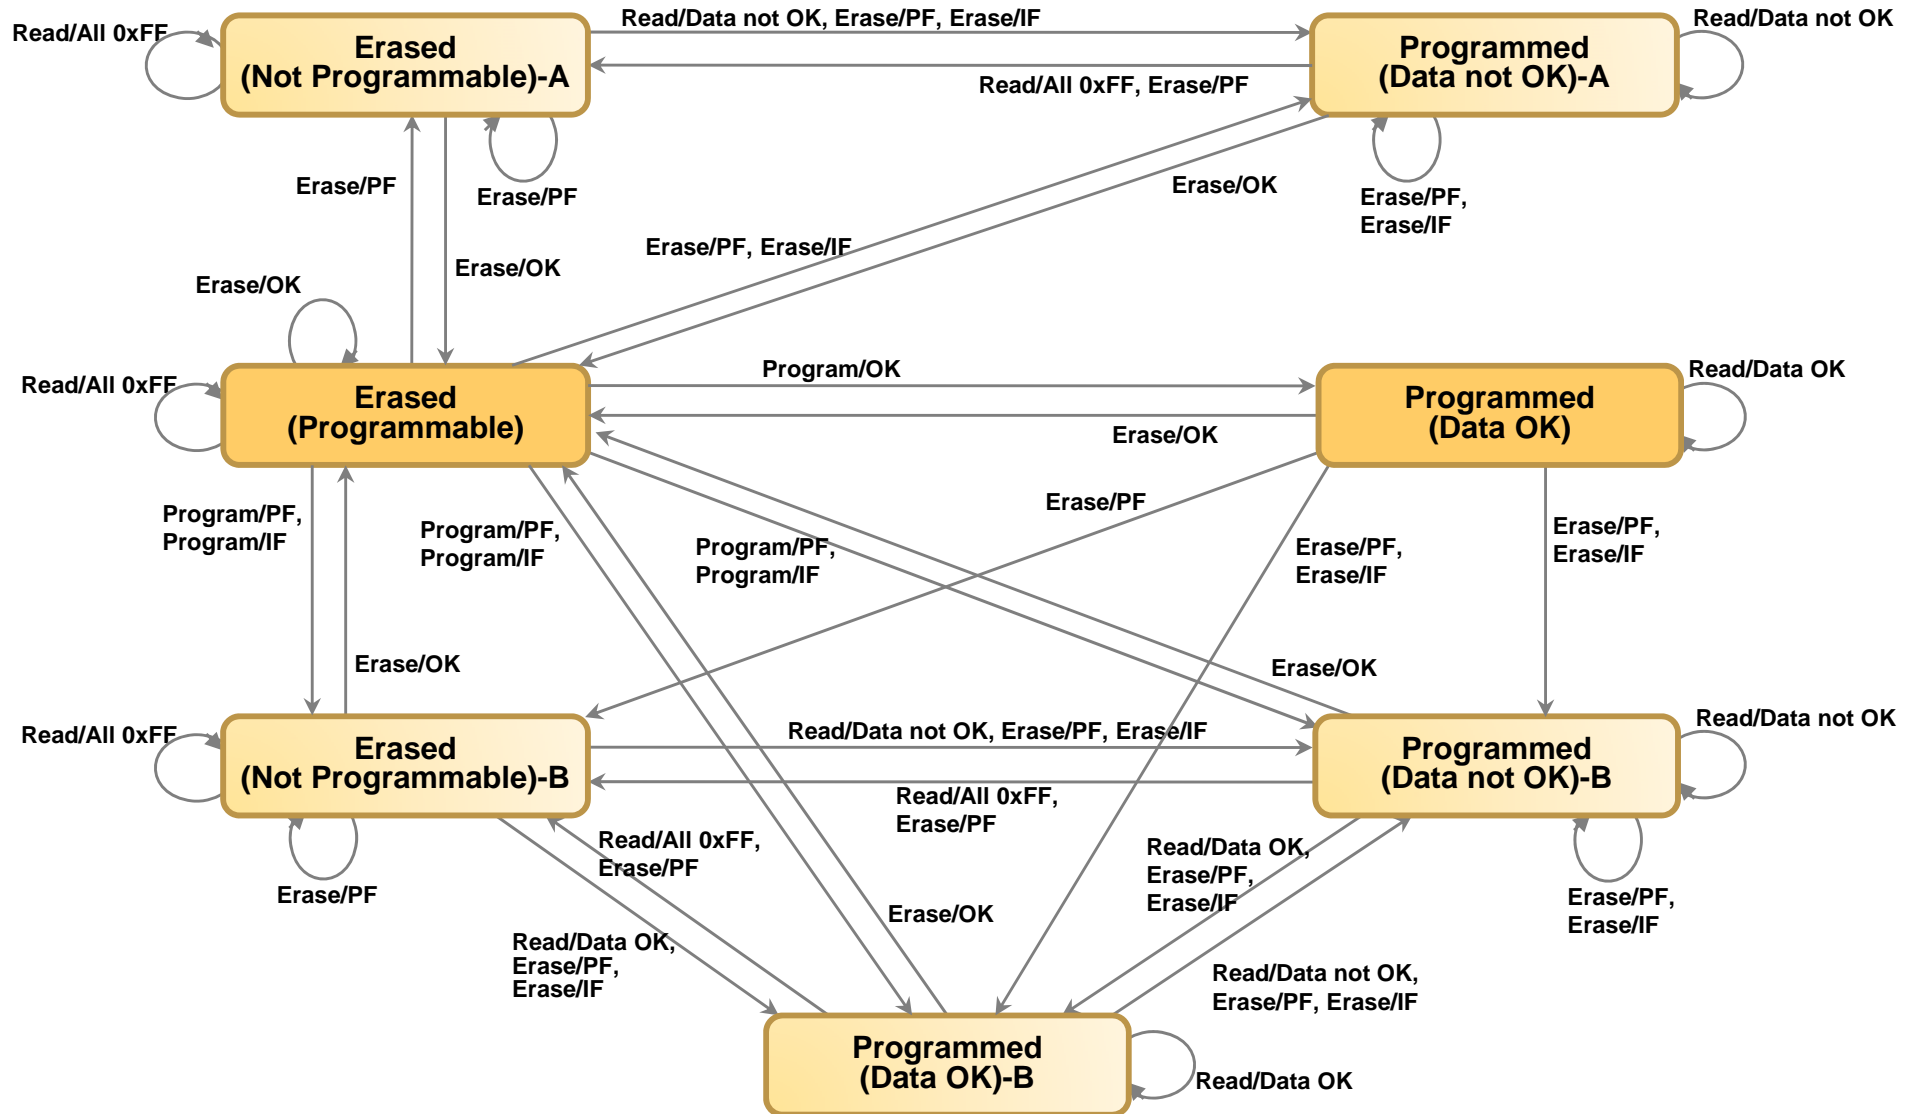 Read/Data not OK, Erase/PF, Erase/IF
Read/Data not OK
Read/All 0xFF
Erased
(Not Programmable)-A
Programmed
(Data not OK)-A
Read/All 0xFF, Erase/PF
Erase/PF
Erase/PF
Erase/OK
Erase/PF,
Erase/IF
Erase/PF, Erase/IF
Erase/OK
Erase/OK
Read/All 0xFF
Erased
(Programmable)
Program/OK
Erase/OK
Programmed
(Data OK)
Read/Data OK
Program/PF,
Program/IF
Program/PF,
Program/IF
Program/PF,
Program/IF
Erase/PF
Erase/PF,
Erase/IF
Erase/PF,
Erase/IF
Erase/OK
Erase/OK
Read/All 0xFF
Erased
(Not Programmable)-B
Read/Data not OK, Erase/PF, Erase/IF
Read/All 0xFF,
Erase/PF
Programmed
(Data not OK)-B
Read/Data not OK
Erase/PF
Read/All 0xFF,
Erase/PF
Read/Data OK,
Erase/PF,
Erase/IF
Erase/PF,
Erase/IF
Erase/OK
Read/Data OK,
Erase/PF,
Erase/IF
Read/Data not OK,
Erase/PF, Erase/IF
Programmed
(Data OK)-B
Read/Data OK